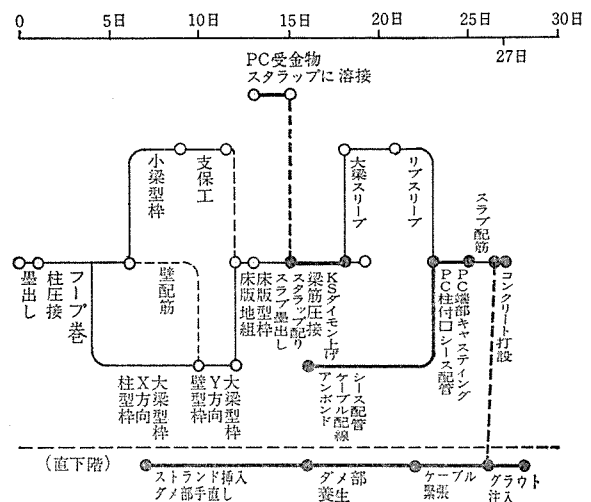 0 5日 10日 15日 20日 25日 30日
27日
PC受金物
スタラップに溶接
小梁型枠
支保工
大梁スリーブ
リブスリーブ
スラブ配筋
墨出し
柱圧接
フープ巻
壁配筋
床版地組
床版型枠
スラブ墨出し
スタラップ配り
梁筋圧接
KSダイモン上げ
PC柱付口シース配管
PC端部キャスティング
コンクリート打設
柱型枠
X方向
大梁型枠
壁型枠
Y方向
大梁型枠
アンボンド
ケーブル配線
シース配管
(直下階)
ストランド挿入
ダメ部手直し
ダメ部
養生
ケーブル
緊張
グラウト
注入